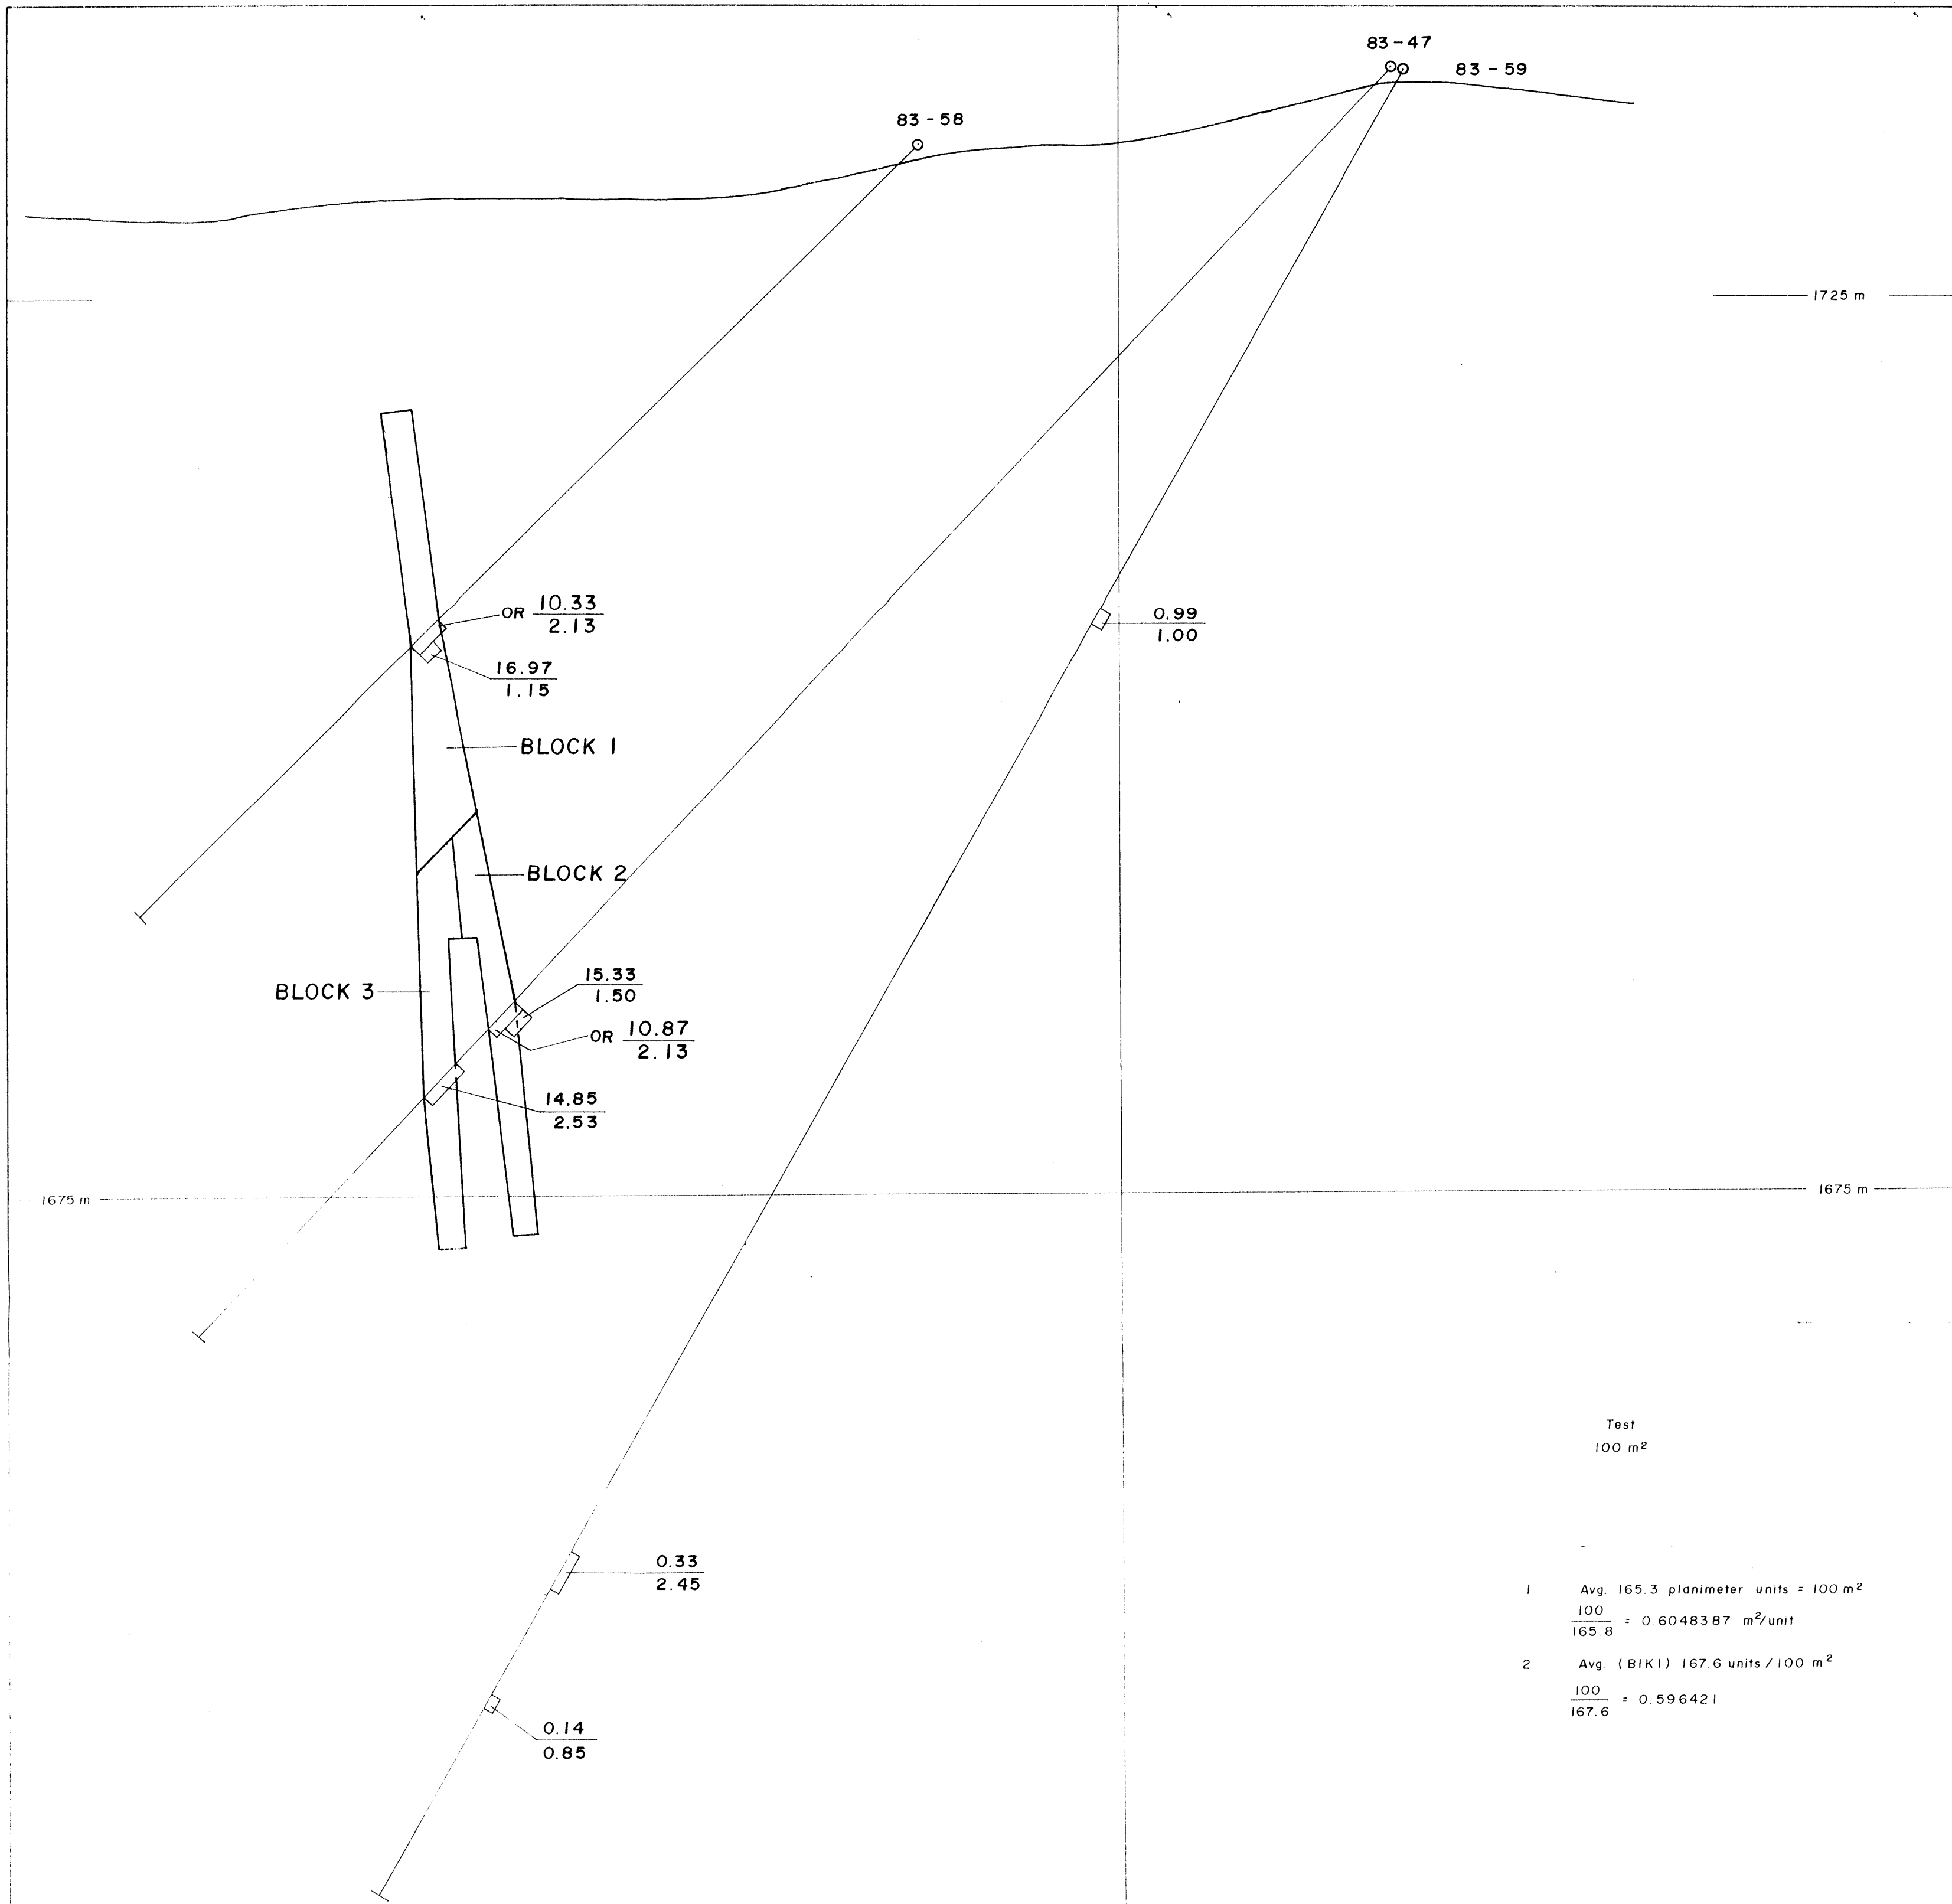 83-47
83-59
83-58
1725 m
OR 10.33
2.13
0.99
1.00
16.97
1.15
BLOCK 1
BLOCK 2
15.33
1.50
BLOCK 3
OR 10.87
2.13
14.85
2.53
1675 m
1675 m
Test
100 m²
0.33
2.45
1 Avg. 165.3 planimeter units = 100 m²
100
165.8 = 0.6048387 m²/unit
2 Avg. (B1K1) 167.6 units / 100 m²
100
167.6 = 0.596421
0.14
0.85